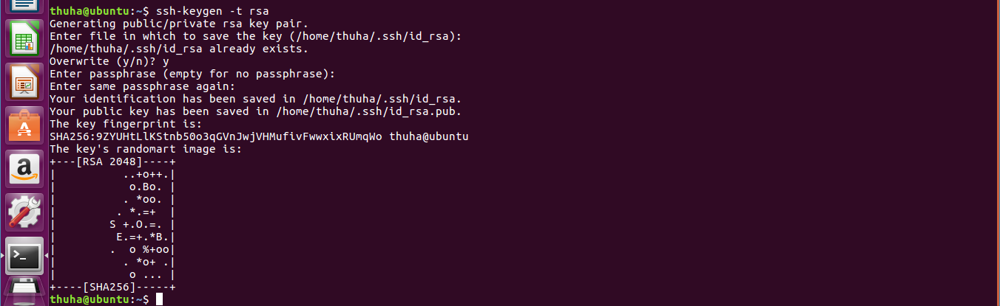 thuha@ubuntu:~$ ssh-keygen -t rsa
Generating public/private rsa key pair.
Enter file in which to save the key (/home/thuha/.ssh/id_rsa):
/home/thuha/.ssh/id_rsa already exists.
Overwrite (y/n)? y
Enter passphrase (empty for no passphrase):
Enter same passphrase again:
Your identification has been saved in /home/thuha/.ssh/id_rsa.
Your public key has been saved in /home/thuha/.ssh/id_rsa.pub.
The key fingerprint is:
SHA256:9ZYUHtLlKStnb50o3qGVnJwjVHMufivFwwxixRUmqWo thuha@ubuntu
The key's randomart image is:
+---[RSA 2048]----+
|          ..+o++.|
|           o.Bo. |
|          . *oo. |
|         . *.=+  |
|        S +.O.=. |
|         E.=+.*B.|
|        .  o %+oo|
|          . *o+ .|
|           o ... |
+----[SHA256]-----+
thuha@ubuntu:~$